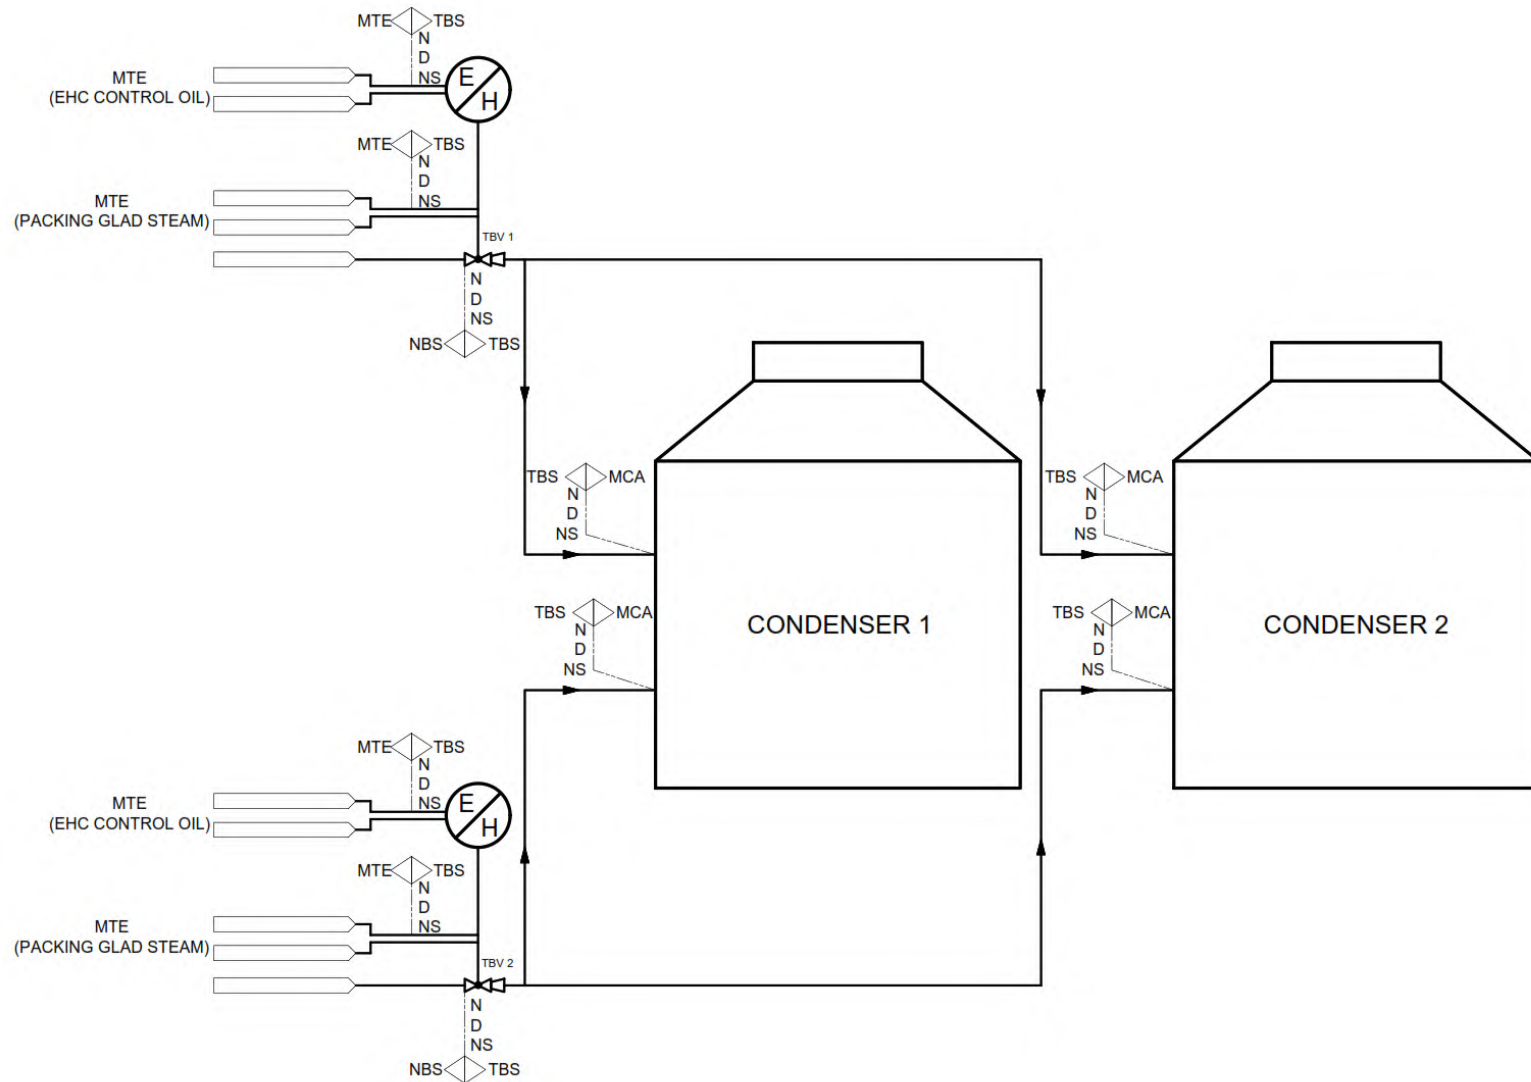 MTE TBS
N
D
NS
MTE
(EHC CONTROL OIL)
E
H
MTE TBS
N
D
NS
MTE
(PACKING GLAD STEAM)
TBV 1
N
D
NS
NBS TBS
TBS MCA
N
D
NS
TBS MCA
N
D
NS
TBS MCA
N
D
NS
CONDENSER 1
TBS MCA
N
D
NS
CONDENSER 2
MTE TBS
N
D
NS
MTE
(EHC CONTROL OIL)
E
H
MTE TBS
N
D
NS
MTE
(PACKING GLAD STEAM)
TBV 2
N
D
NS
NBS TBS